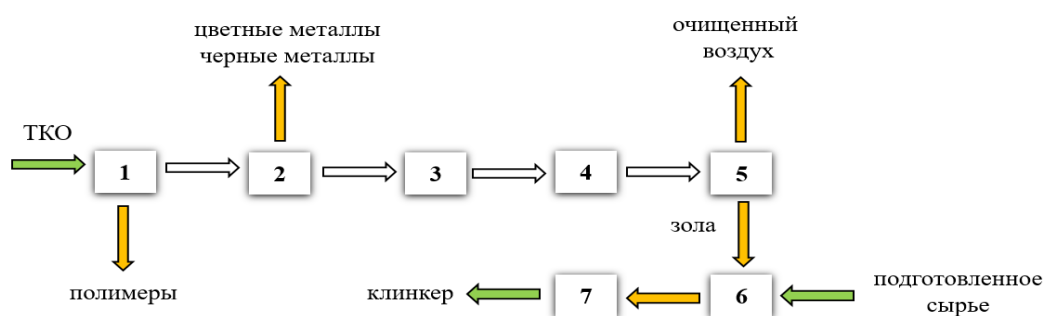 цветные металлы
черные металлы
очищенный
воздух
ТКО
1
2
3
4
5
зола
полимеры
клинкер
7
6
подготовленное
сырье